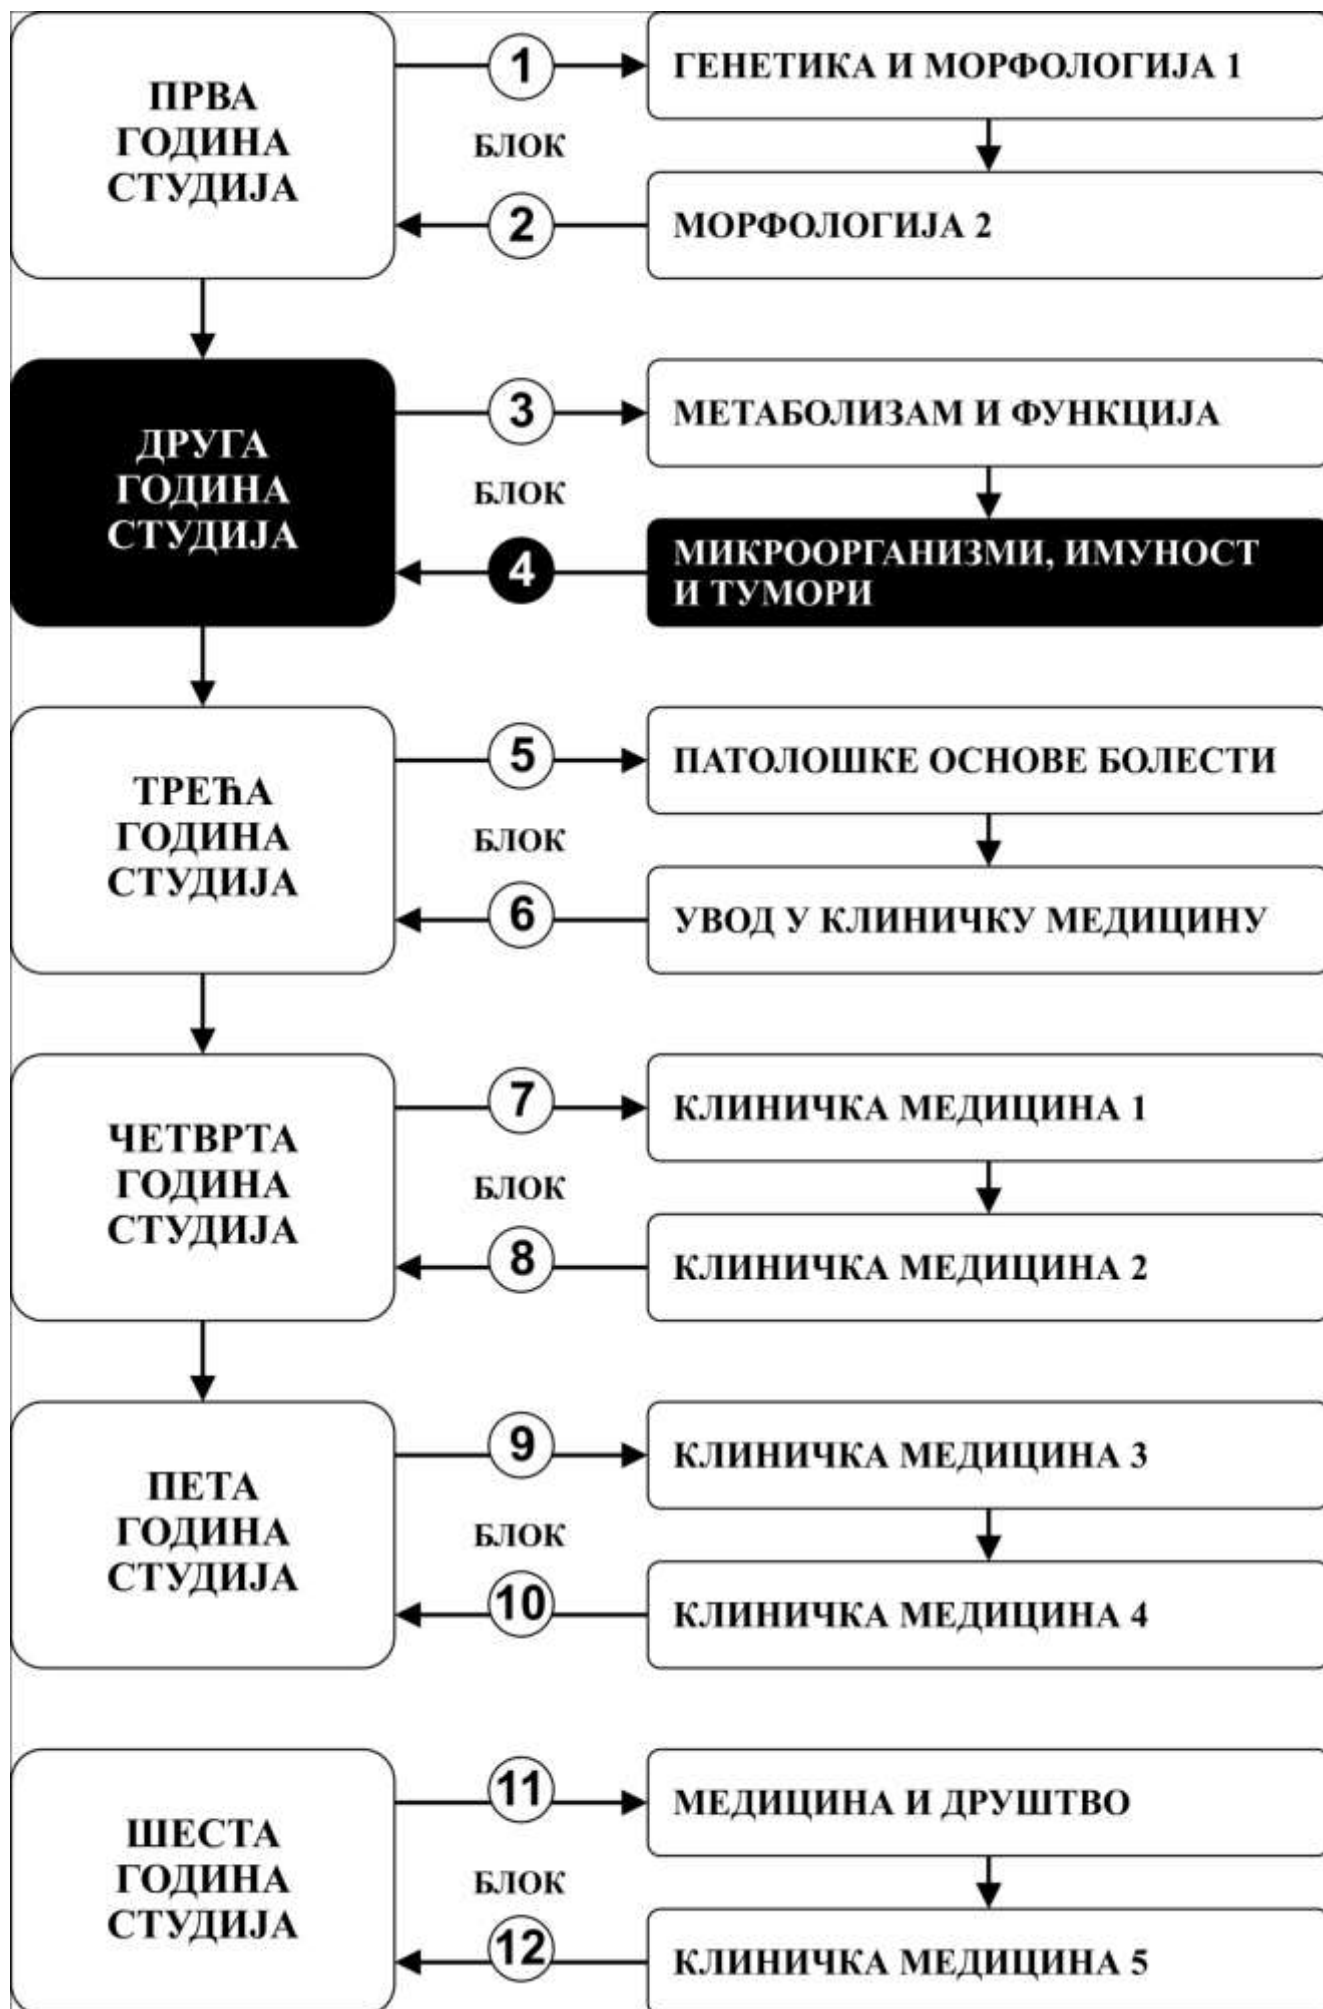 ПРВА
ГОДИНА
СТУДИЈА
1
ГЕНЕТИКА И МОРФОЛОГИЈА 1
БЛОК
2
МОРФОЛОГИЈА 2
ДРУГА
ГОДИНА
СТУДИЈА
3
МЕТАБОЛИЗАМ И ФУНКЦИЈА
БЛОК
4
МИКРООРГАНИЗМИ, ИМУНОСТ
И ТУМОРИ
ТРЕЋА
ГОДИНА
СТУДИЈА
5
ПАТОЛОШКЕ ОСНОВЕ БОЛЕСТИ
БЛОК
6
УВОД У КЛИНИЧКУ МЕДИЦИНУ
ЧЕТВРТА
ГОДИНА
СТУДИЈА
7
КЛИНИЧКА МЕДИЦИНА 1
БЛОК
8
КЛИНИЧКА МЕДИЦИНА 2
ПЕТА
ГОДИНА
СТУДИЈА
9
КЛИНИЧКА МЕДИЦИНА 3
БЛОК
10
КЛИНИЧКА МЕДИЦИНА 4
ШЕСТА
ГОДИНА
СТУДИЈА
11
МЕДИЦИНА И ДРУШТВО
БЛОК
12
КЛИНИЧКА МЕДИЦИНА 5